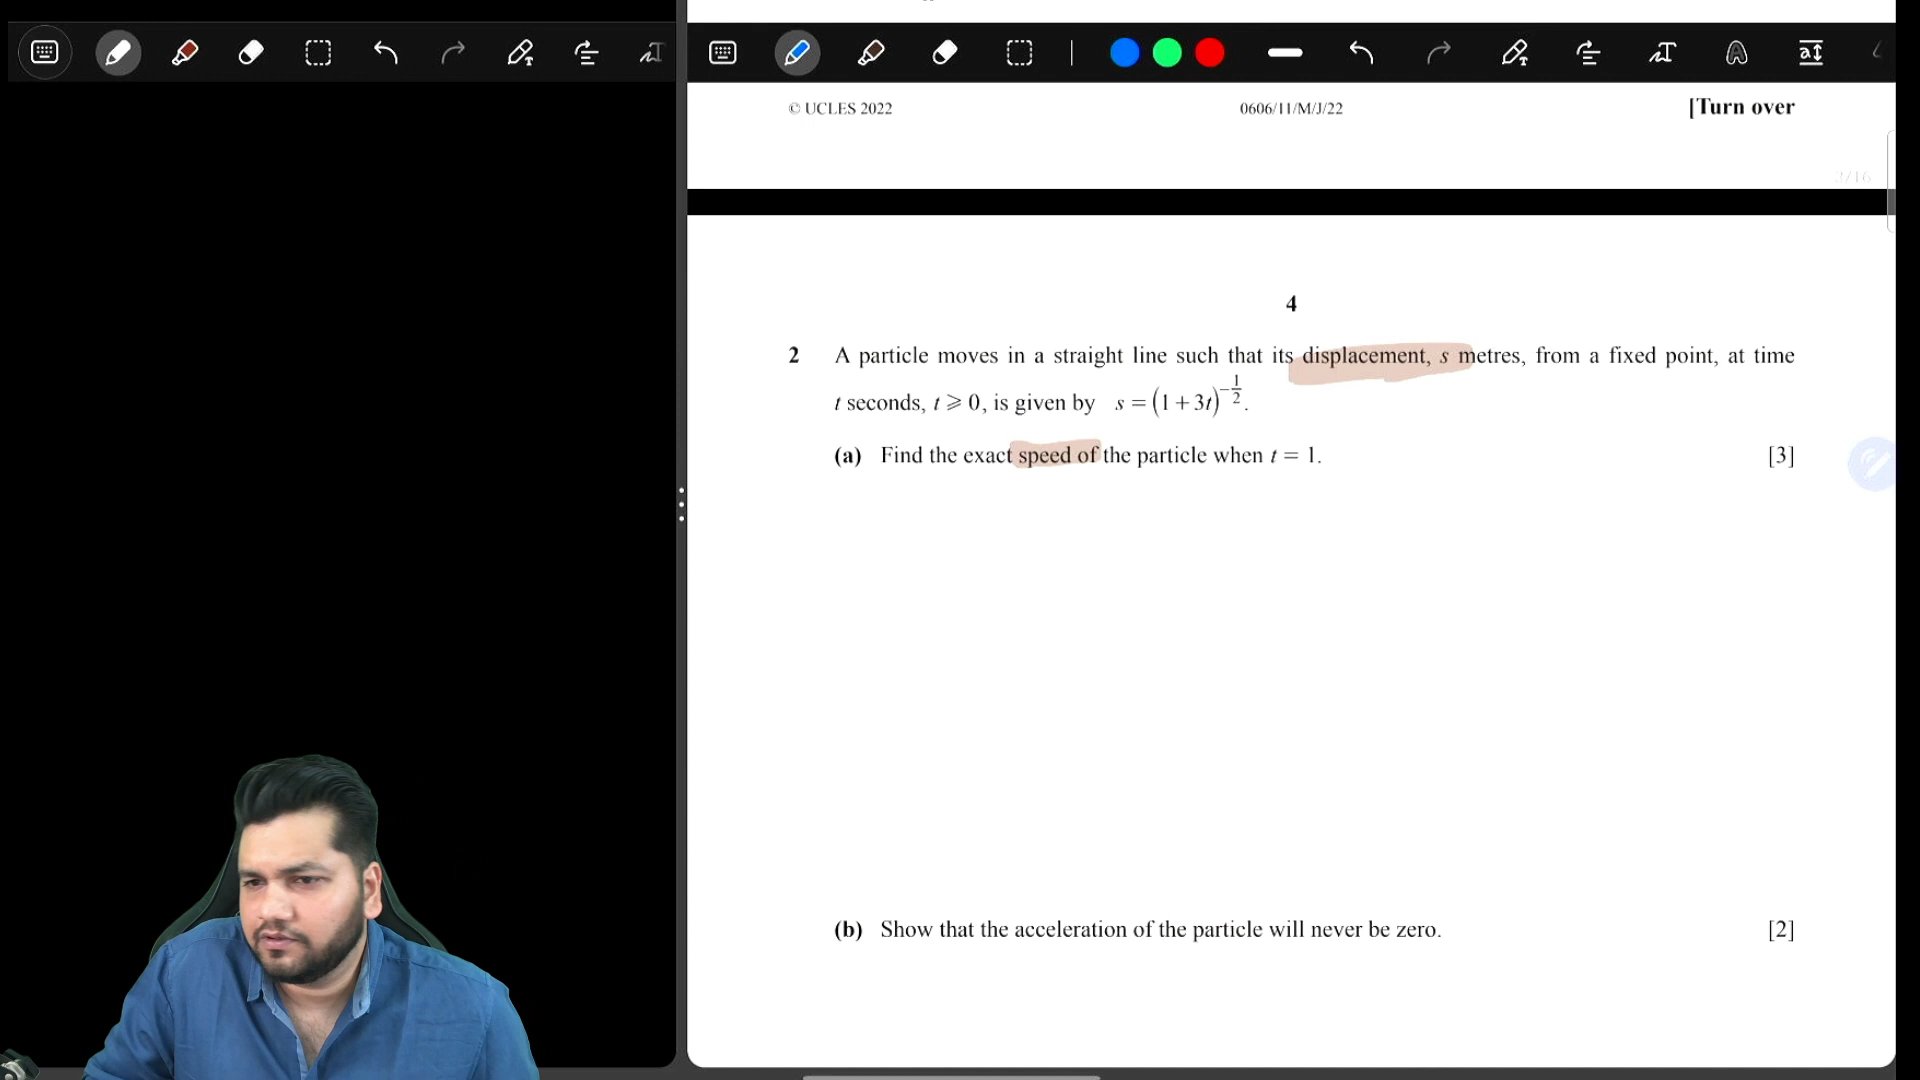 © UCLES 2022 0606/11/M/J/22 [Turn over
3/16
4
2 A particle moves in a straight line such that its displacement, s metres, from a fixed point, at time
t seconds, t ⩾ 0, is given by s = (1 + 3t)^{-1/2}.
(a) Find the exact speed of the particle when t = 1. [3]
(b) Show that the acceleration of the particle will never be zero. [2]